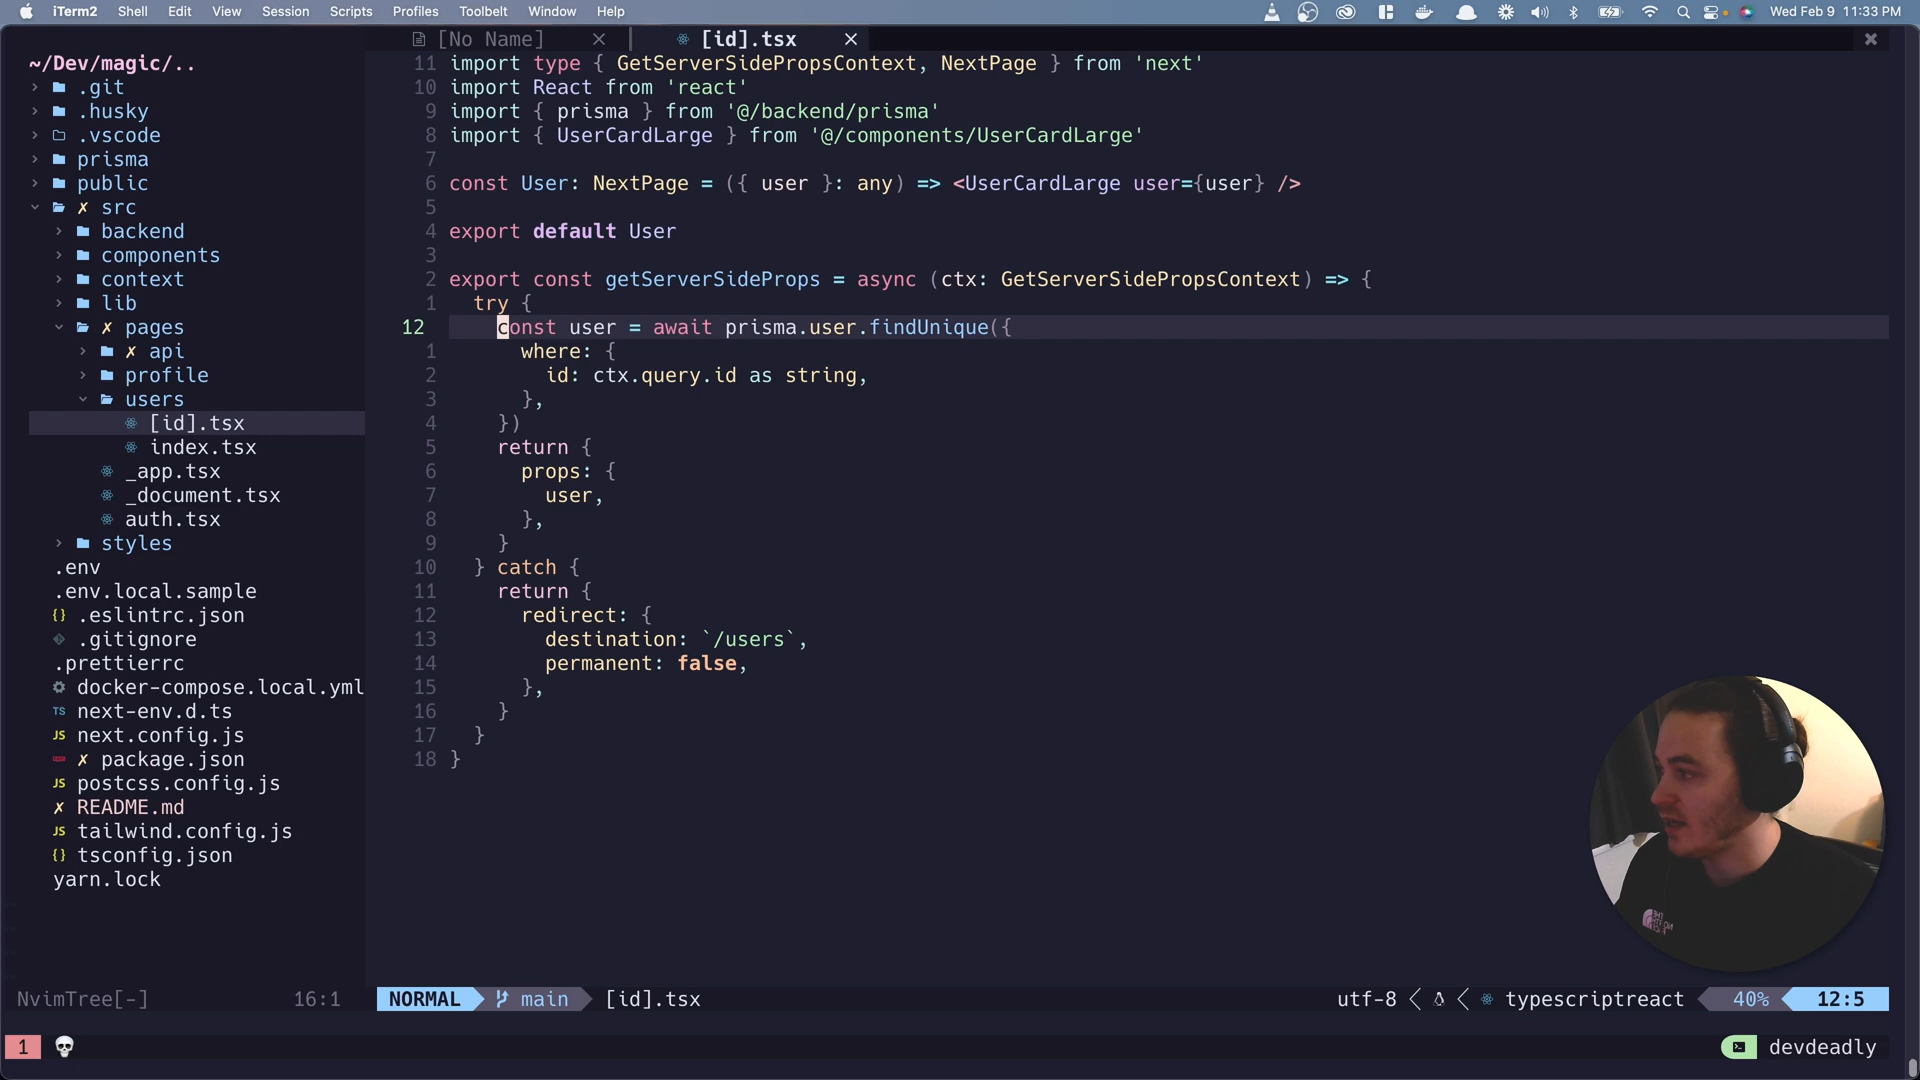 iTerm2 Shell Edit View Session Scripts Profiles Toolbelt Window Help Wed Feb 9 11:33 PM
[No Name] [id].tsx
~/Dev/magic/..
.git
.husky
.vscode
prisma
public
src
backend
components
context
lib
pages
api
profile
users
[id].tsx
index.tsx
_app.tsx
_document.tsx
auth.tsx
styles
.env
.env.local.sample
{} .eslintrc.json
.gitignore
.prettierrc
docker-compose.local.yml
TS next-env.d.ts
JS next.config.js
package.json
JS postcss.config.js
README.md
JS tailwind.config.js
{} tsconfig.json
yarn.lock
11 import type { GetServerSidePropsContext, NextPage } from 'next'
10 import React from 'react'
9 import { prisma } from '@/backend/prisma'
8 import { UserCardLarge } from '@/components/UserCardLarge'
7
6 const User: NextPage = ({ user }: any) => <UserCardLarge user={user} />
5
4 export default User
3
2 export const getServerSideProps = async (ctx: GetServerSidePropsContext) => {
1 try {
12 const user = await prisma.user.findUnique({
1 where: {
2 id: ctx.query.id as string,
3 },
4 })
5 return {
6 props: {
7 user,
8 },
9 }
10 } catch {
11 return {
12 redirect: {
13 destination: `/users`,
14 permanent: false,
15 },
16 }
17 }
18 }
NvimTree[-] 16:1 NORMAL main [id].tsx utf-8 typescriptreact 40% 12:5
1 devdeadly